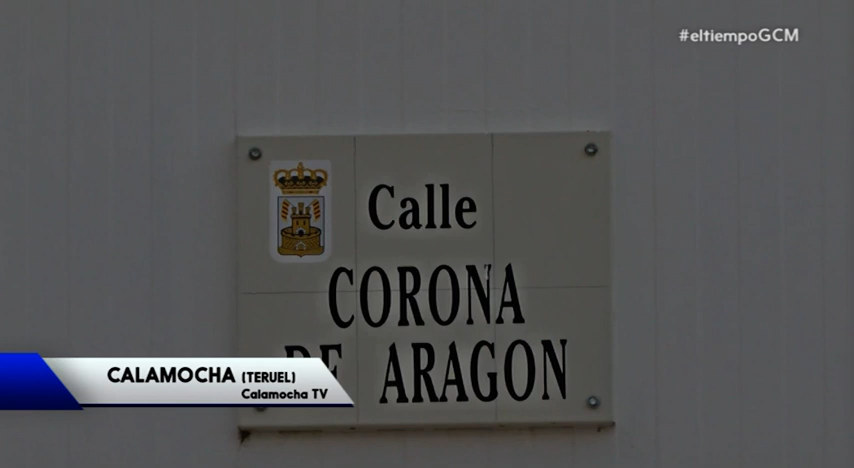 #eltiempoGCM
Calle
CORONA
DE ARAGON
CALAMOCHA (TERUEL)
Calamocha TV